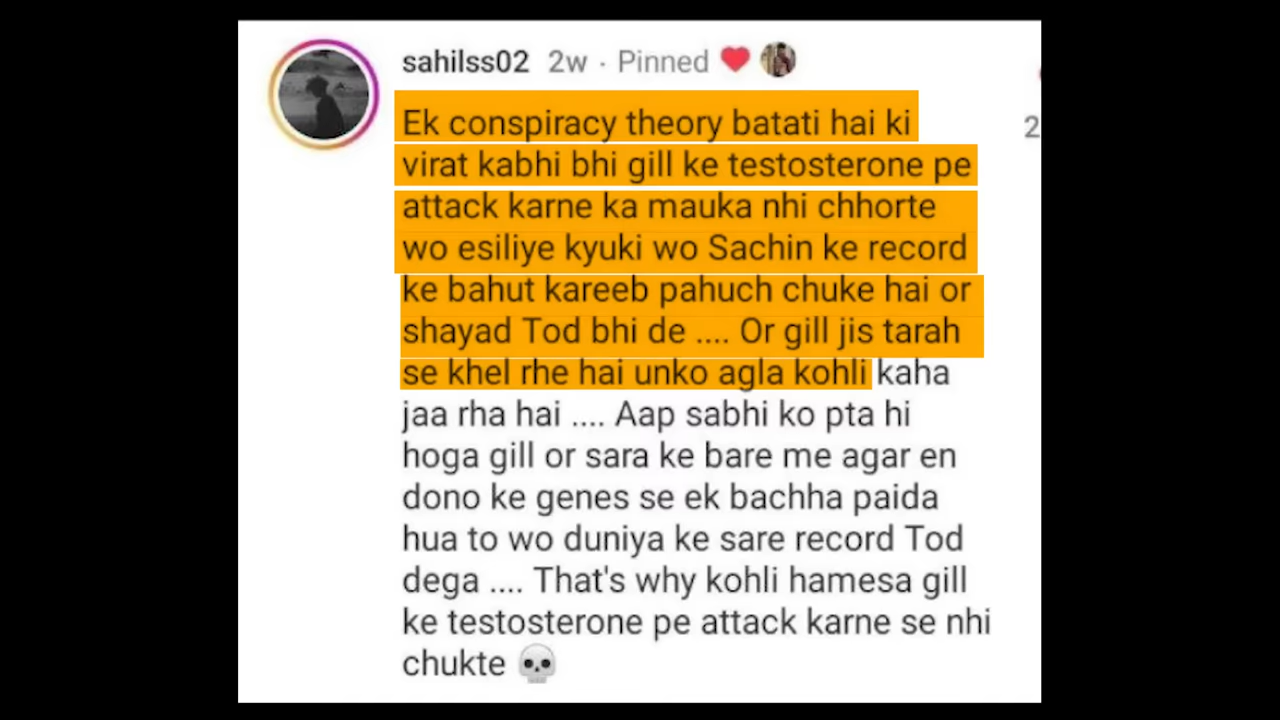 sahilss02 2w · Pinned ❤️
Ek conspiracy theory batati hai ki
virat kabhi bhi gill ke testosterone pe
attack karne ka mauka nhi chhorte
wo esiliye kyuki wo Sachin ke record
ke bahut kareeb pahuch chuke hai or
shayad Tod bhi de .... Or gill jis tarah
se khel rhe hai unko agla kohli kaha
jaa rha hai .... Aap sabhi ko pta hi
hoga gill or sara ke bare me agar en
dono ke genes se ek bachha paida
hua to wo duniya ke sare record Tod
dega .... That's why kohli hamesa gill
ke testosterone pe attack karne se nhi
chukte 💀
2